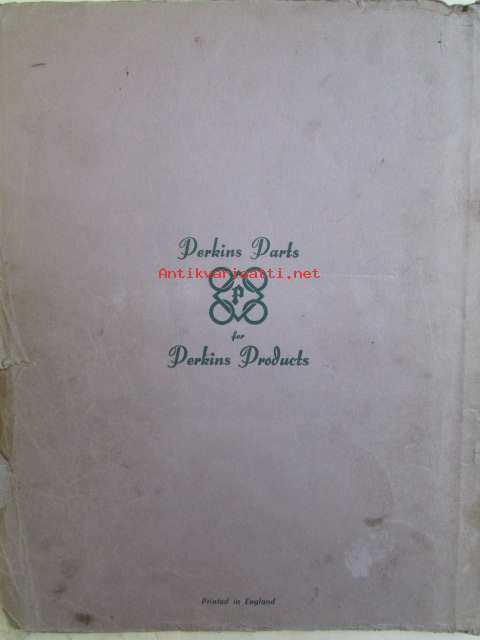 Perkins Parts
Antikvariaatti.net
P
for
Perkins Products
Printed in England